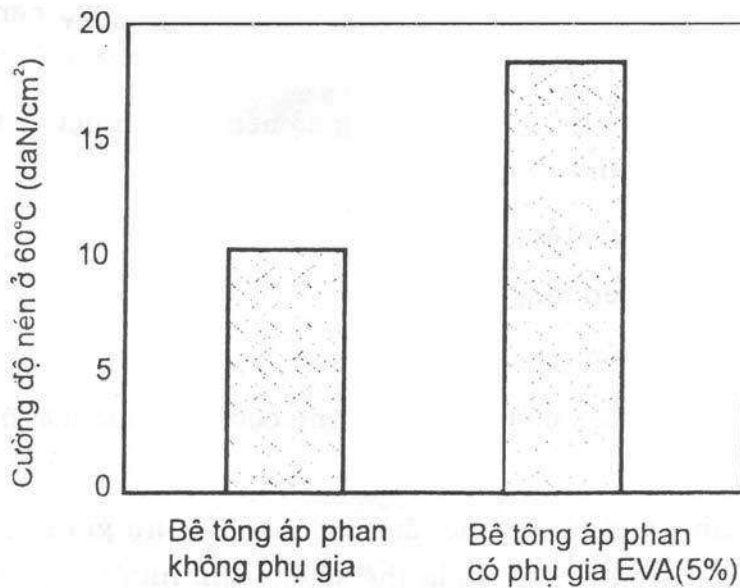 Cường độ nén ở 60°C (daN/cm²)
20
15
10
5
0
Bê tông áp phan
không phụ gia
Bê tông âp phan
có phụ gia EVA(5%)